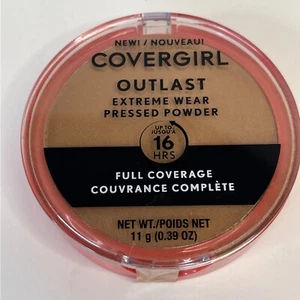 NEW! / NOUVEAU!
COVERGIRL
OUTLAST
EXTREME WEAR
PRESSED POWDER
UP TO
JUSQU'À
16
HRS
FULL COVERAGE
COUVRANCE COMPLÈTE
NET WT./POIDS NET
11 g (0.39 OZ)